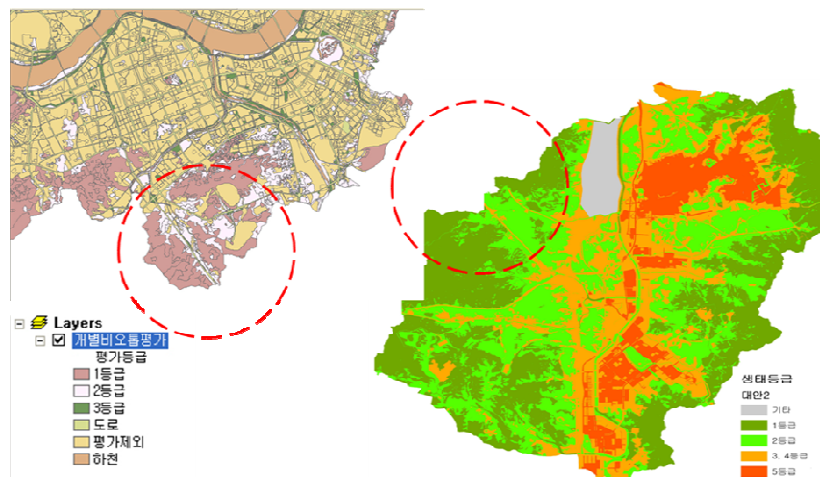 Layers
개별비오톱평가
평가등급
1등급
2등급
3등급
도로
평가제외
하천
생태등급
대안2
기타
1등급
2등급
3, 4등급
5등급